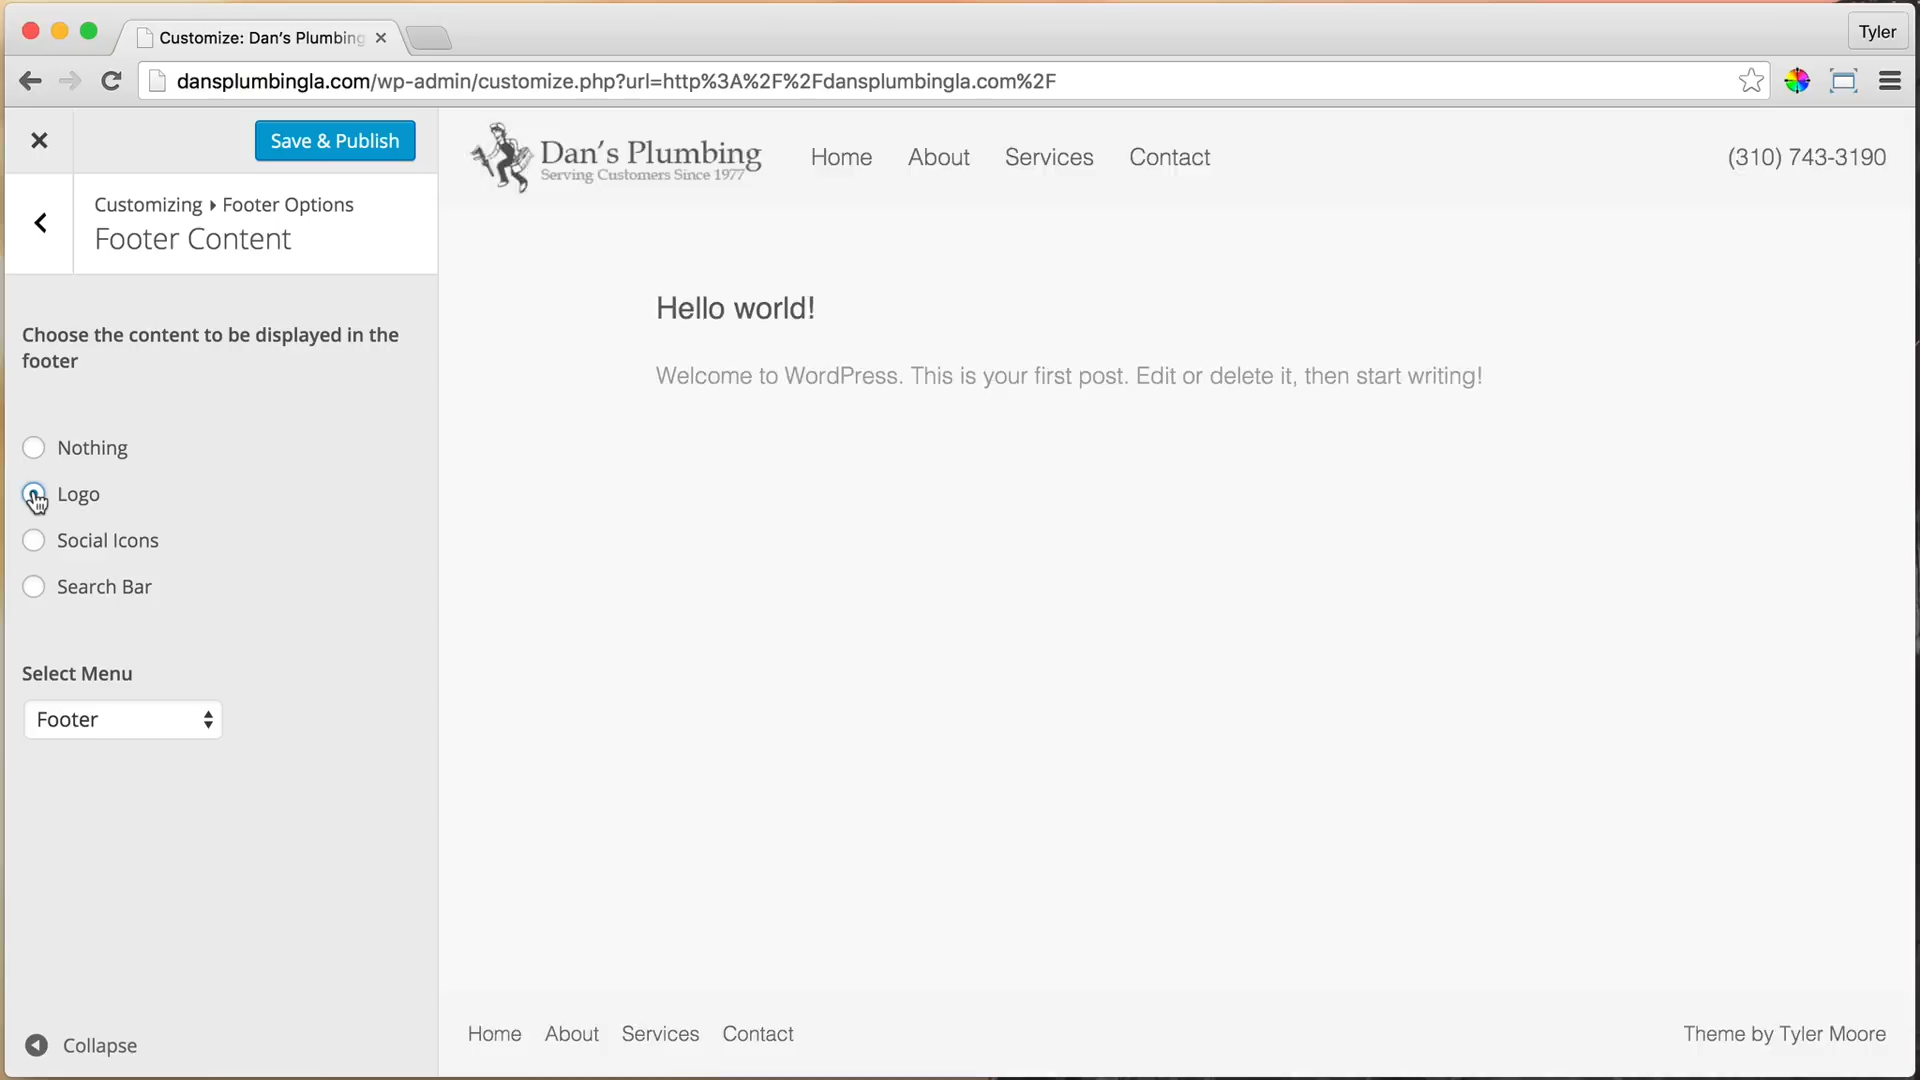 Customize: Dan's Plumbing
Tyler
dansplumbingla.com/wp-admin/customize.php?url=http%3A%2F%2Fdansplumbingla.com%2F
Save & Publish
Customizing ▸ Footer Options
Footer Content
Choose the content to be displayed in the
footer
Nothing
Logo
Social Icons
Search Bar
Select Menu
Footer
Collapse
Dan's Plumbing
Serving Customers Since 1977
Home About Services Contact
(310) 743-3190
Hello world!
Welcome to WordPress. This is your first post. Edit or delete it, then start writing!
Home About Services Contact
Theme by Tyler Moore